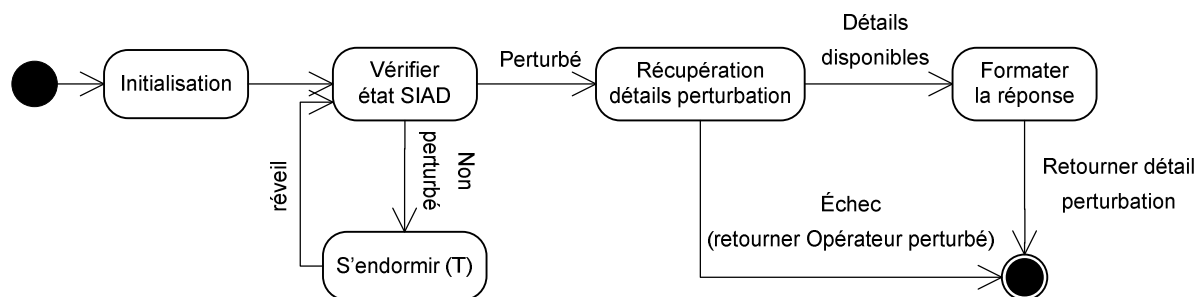 Initialisation
Vérifier
état SIAD
Perturbé
Récupération
détails perturbation
Détails
disponibles
Formater
la réponse
Non
perturbé
réveil
S'endormir (T)
Échec
(retourner Opérateur perturbé)
Retourner détail
perturbation